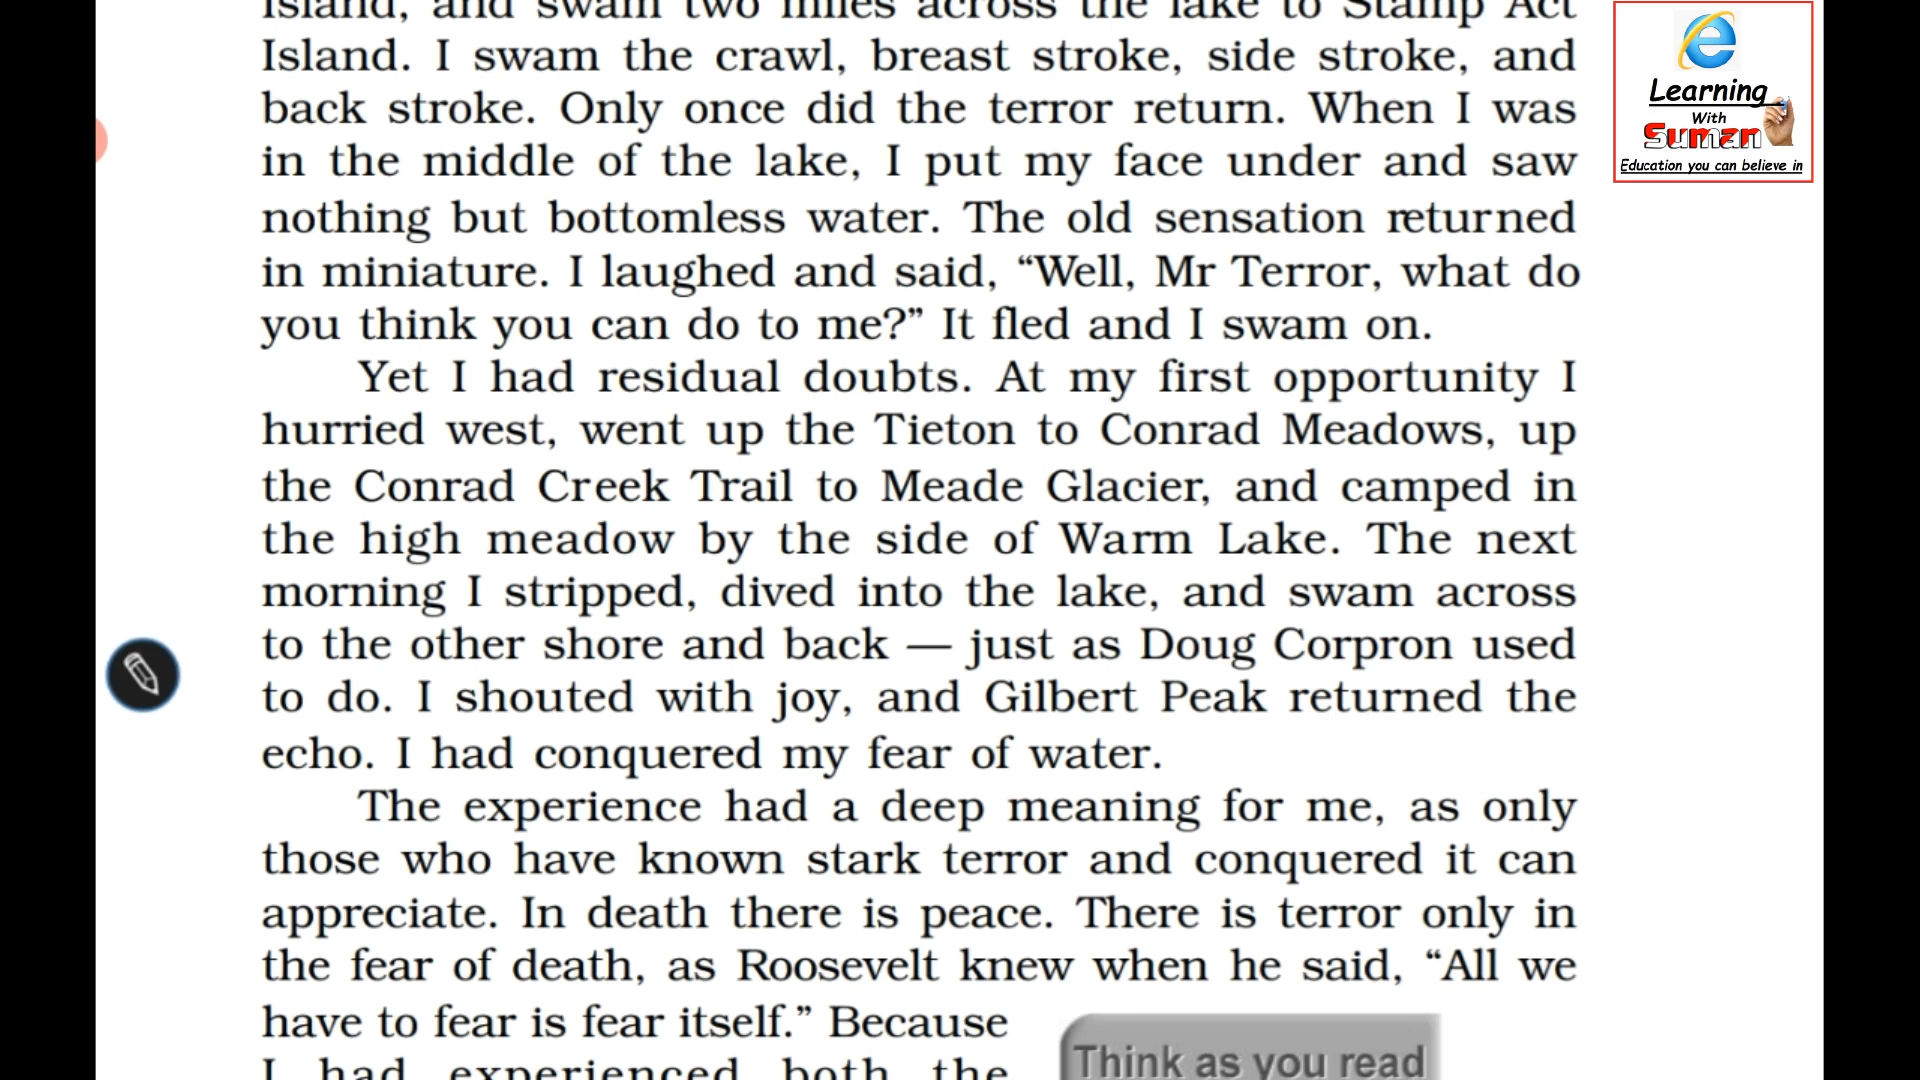 Island, and swam two miles across the lake to Stamp Act
Island. I swam the crawl, breast stroke, side stroke, and
back stroke. Only once did the terror return. When I was
in the middle of the lake, I put my face under and saw
nothing but bottomless water. The old sensation returned
in miniature. I laughed and said, “Well, Mr Terror, what do
you think you can do to me?” It fled and I swam on.
Yet I had residual doubts. At my first opportunity I
hurried west, went up the Tieton to Conrad Meadows, up
the Conrad Creek Trail to Meade Glacier, and camped in
the high meadow by the side of Warm Lake. The next
morning I stripped, dived into the lake, and swam across
to the other shore and back — just as Doug Corpron used
to do. I shouted with joy, and Gilbert Peak returned the
echo. I had conquered my fear of water.
The experience had a deep meaning for me, as only
those who have known stark terror and conquered it can
appreciate. In death there is peace. There is terror only in
the fear of death, as Roosevelt knew when he said, “All we
have to fear is fear itself.” Because
I had experienced both the
Think as you read
Learning
With
Suman
Education you can believe in